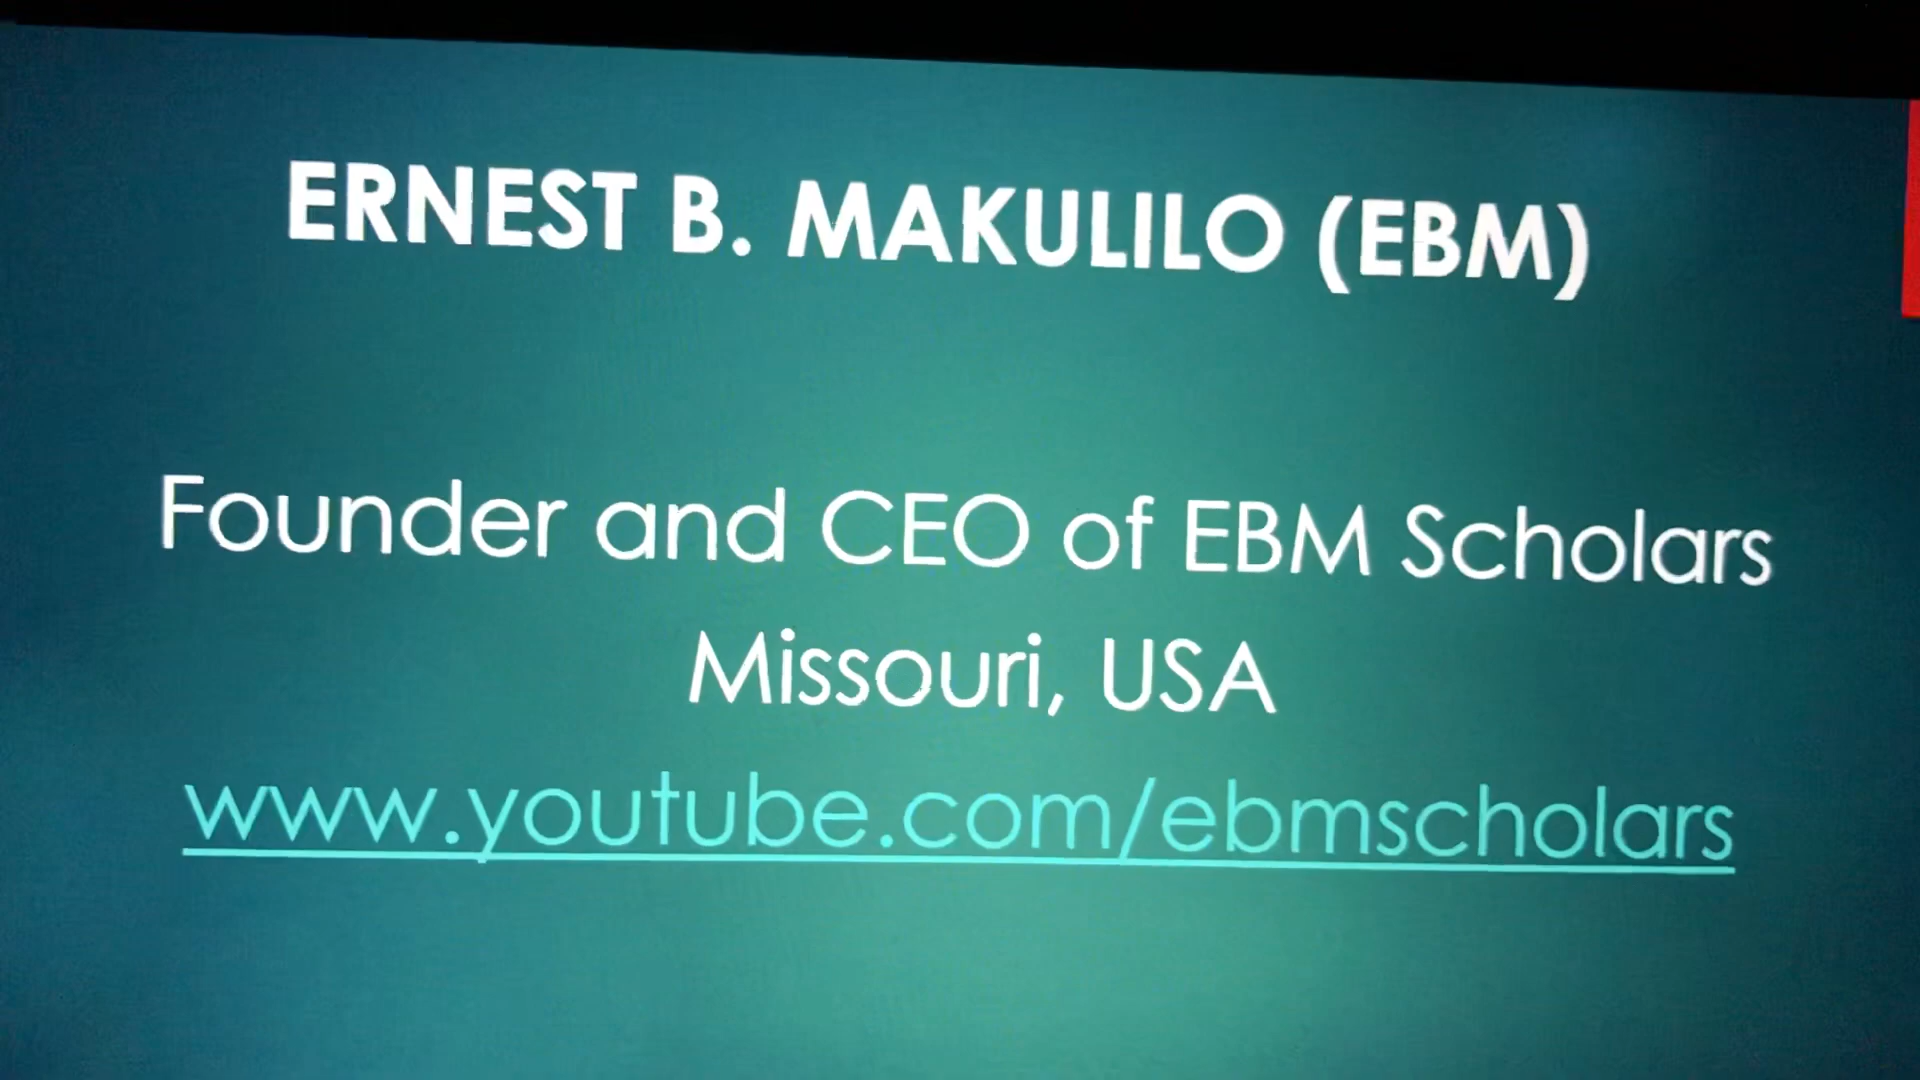 ERNEST B. MAKULILO (EBM)
Founder and CEO of EBM Scholars
Missouri, USA
www.youtube.com/ebmscholars